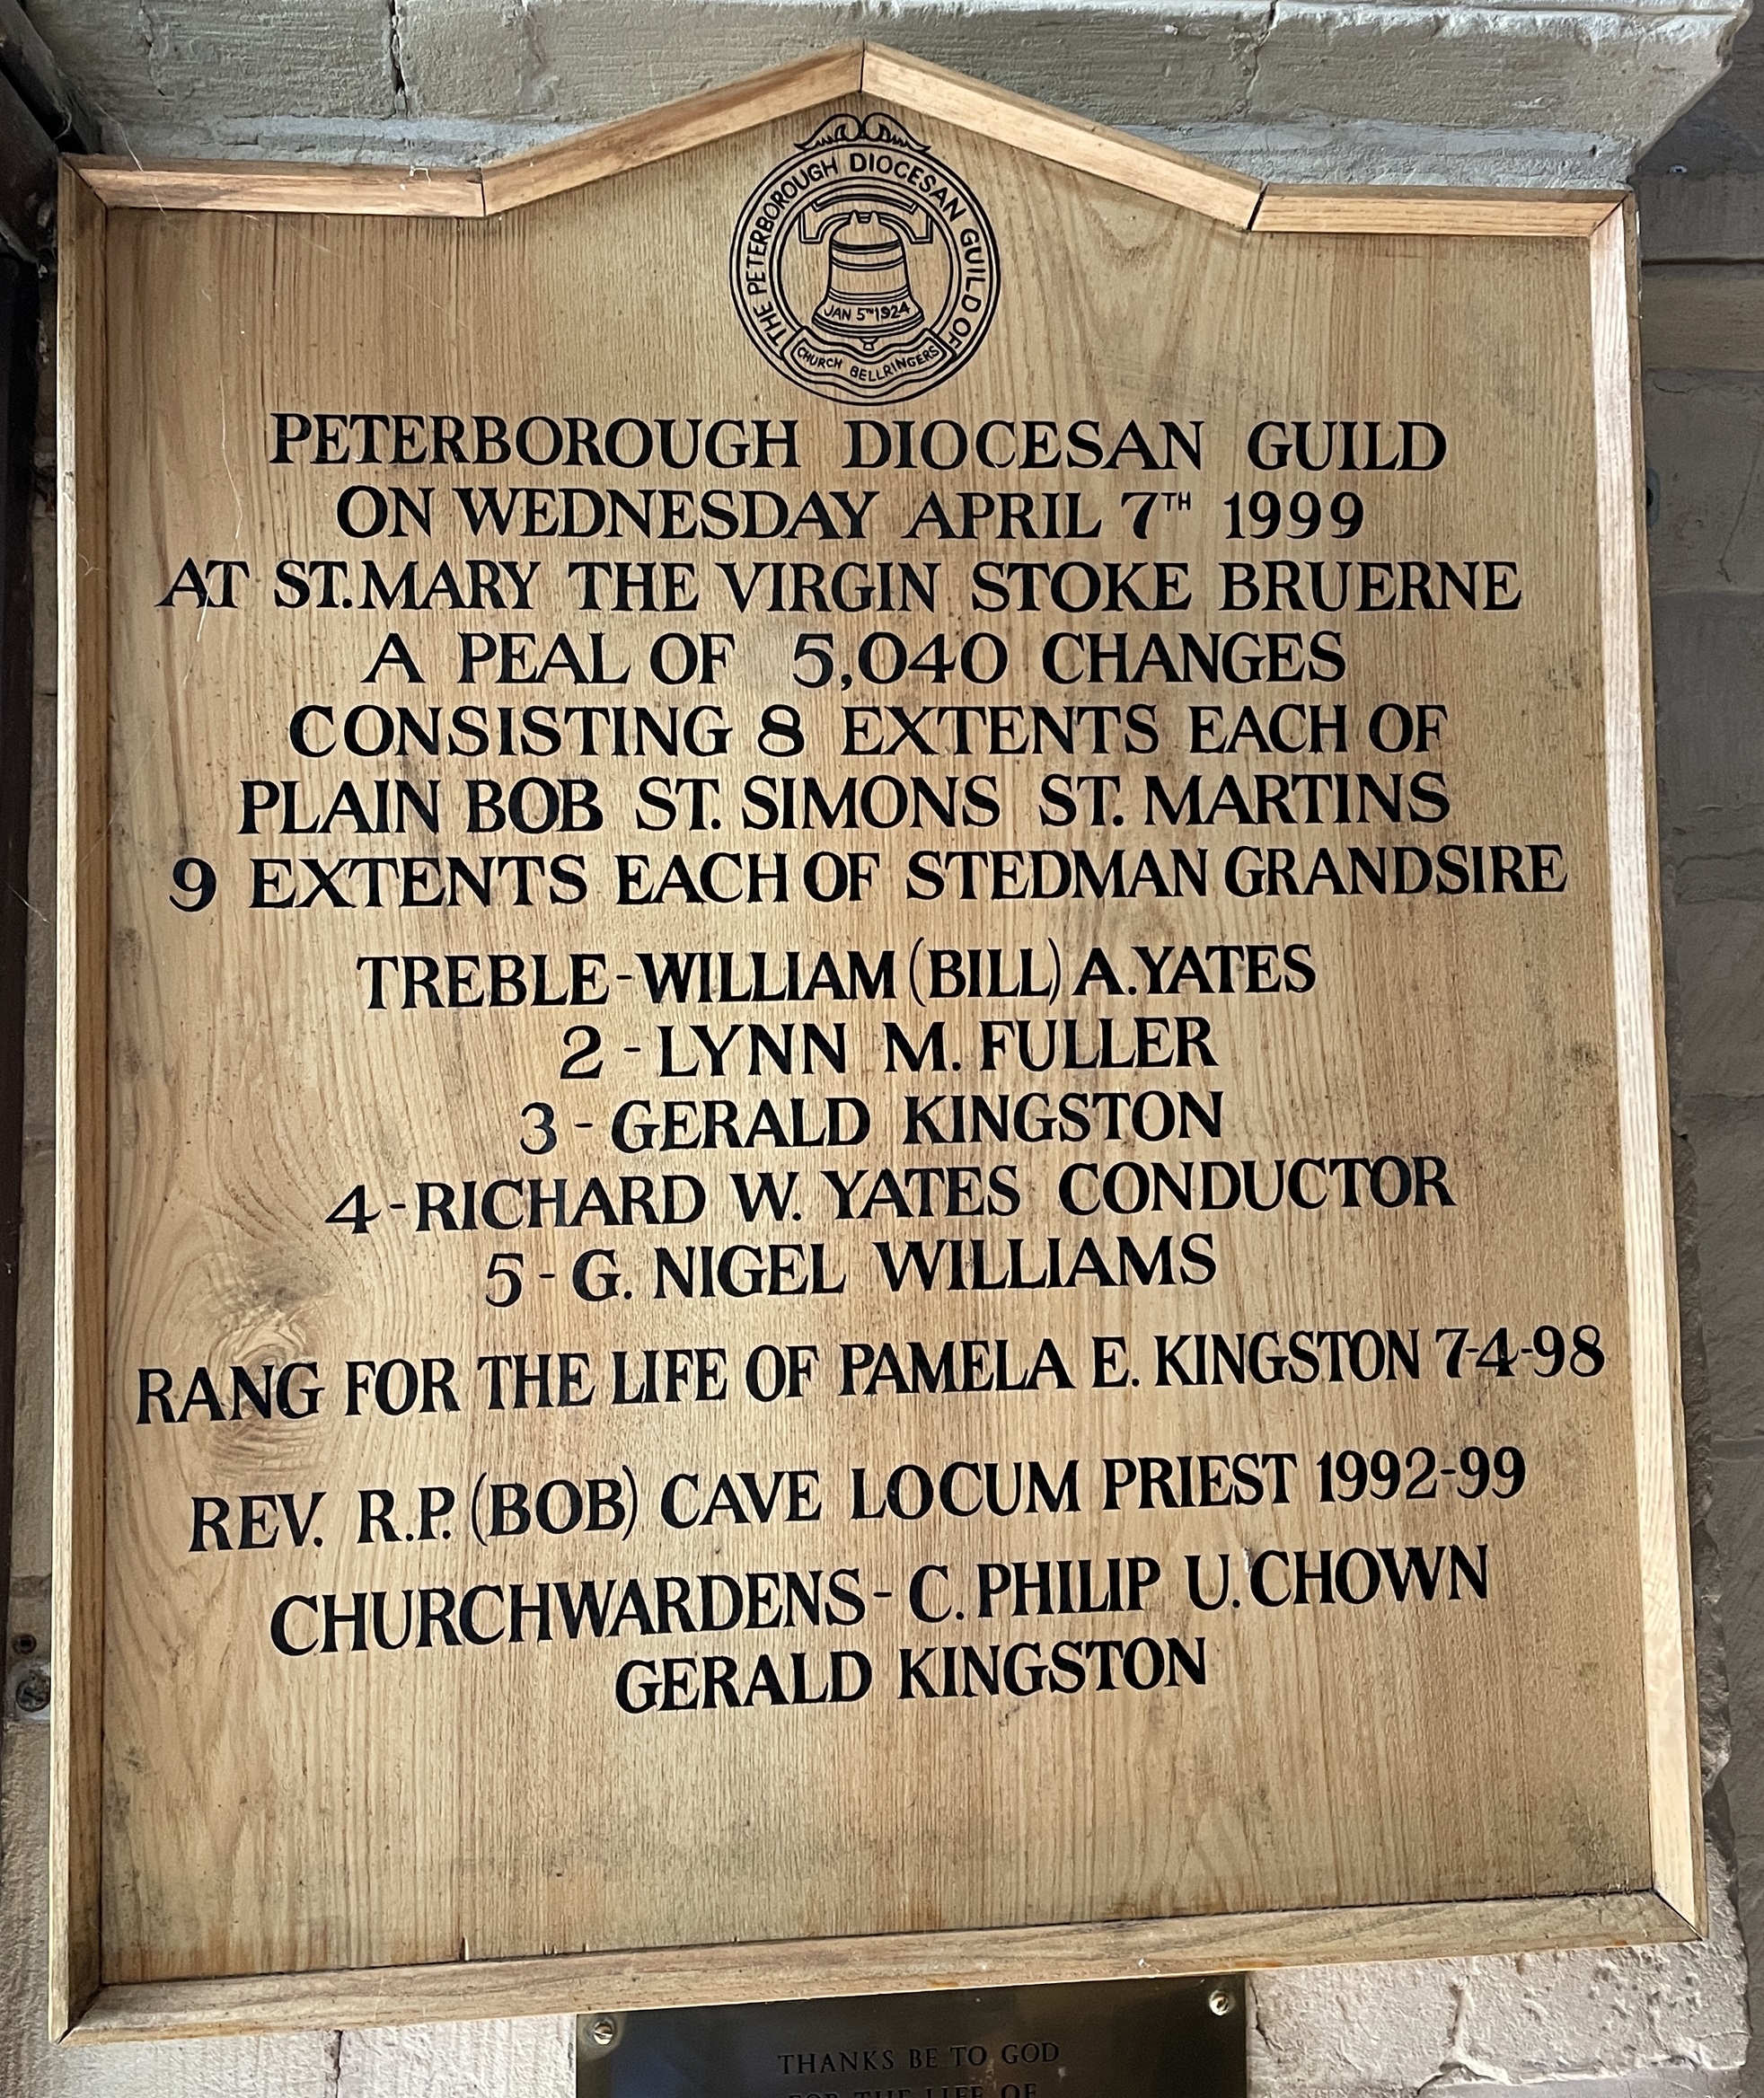 THE PETERBOROUGH DIOCESAN GUILD OF
JAN 5TH 1924
CHURCH BELLRINGERS
PETERBOROUGH DIOCESAN GUILD
ON WEDNESDAY APRIL 7TH 1999
AT ST.MARY THE VIRGIN STOKE BRUERNE
A PEAL OF 5,040 CHANGES
CONSISTING 8 EXTENTS EACH OF
PLAIN BOB ST. SIMONS ST. MARTINS
9 EXTENTS EACH OF STEDMAN GRANDSIRE
TREBLE-WILLIAM (BILL) A.YATES
2 - LYNN M. FULLER
3 - GERALD KINGSTON
4-RICHARD W. YATES CONDUCTOR
5 - G. NIGEL WILLIAMS
RANG FOR THE LIFE OF PAMELA E. KINGSTON 7-4-98
REV. R.P. (BOB) CAVE LOCUM PRIEST 1992-99
CHURCHWARDENS - C. PHILIP U. CHOWN
GERALD KINGSTON
THANKS BE TO GOD
FOR THE LIFE OF